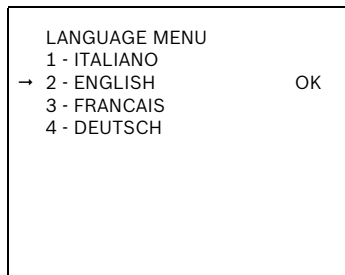 LANGUAGE MENU
1 - ITALIANO
→ 2 - ENGLISH OK
3 - FRANCAIS
4 - DEUTSCH